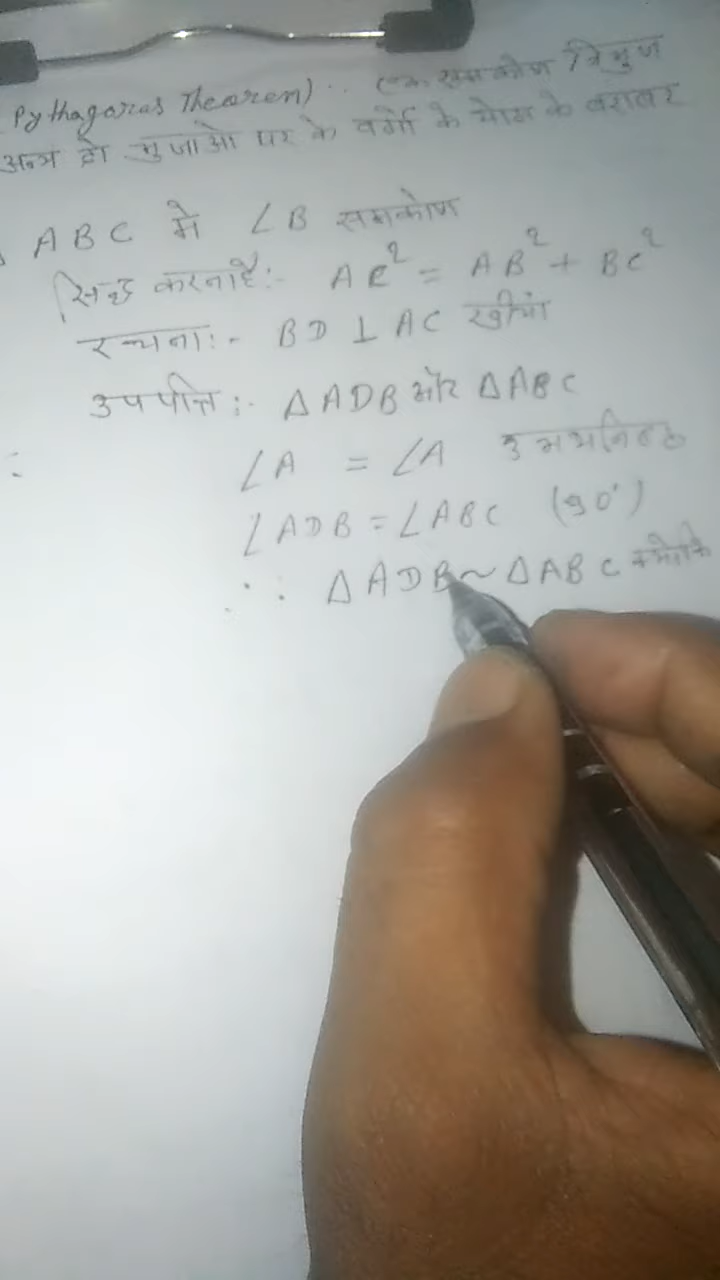 Pythagoras Theorem) :- (एक समकोण त्रिभुज
अन्य दो भुजाओ पर के वर्गो के योग के बराबर
ABC मे ∠B समकोण
सिद्ध करना है:- AC² = AB² + BC²
रचना:- BD ⊥ AC खीचां
उपपत्ति:- ΔADB और ΔABC
∠A = ∠A उभयनिष्ठ
∠ADB = ∠ABC (90°)
∴ ΔADB ~ ΔABC